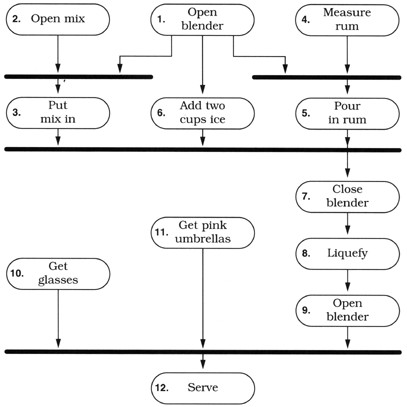 2. Open mix
1. Open
blender
4. Measure
rum
3. Put
mix in
6. Add two
cups ice
5. Pour
in rum
7. Close
blender
11. Get pink
umbrellas
8. Liquefy
10. Get
glasses
9. Open
blender
12. Serve